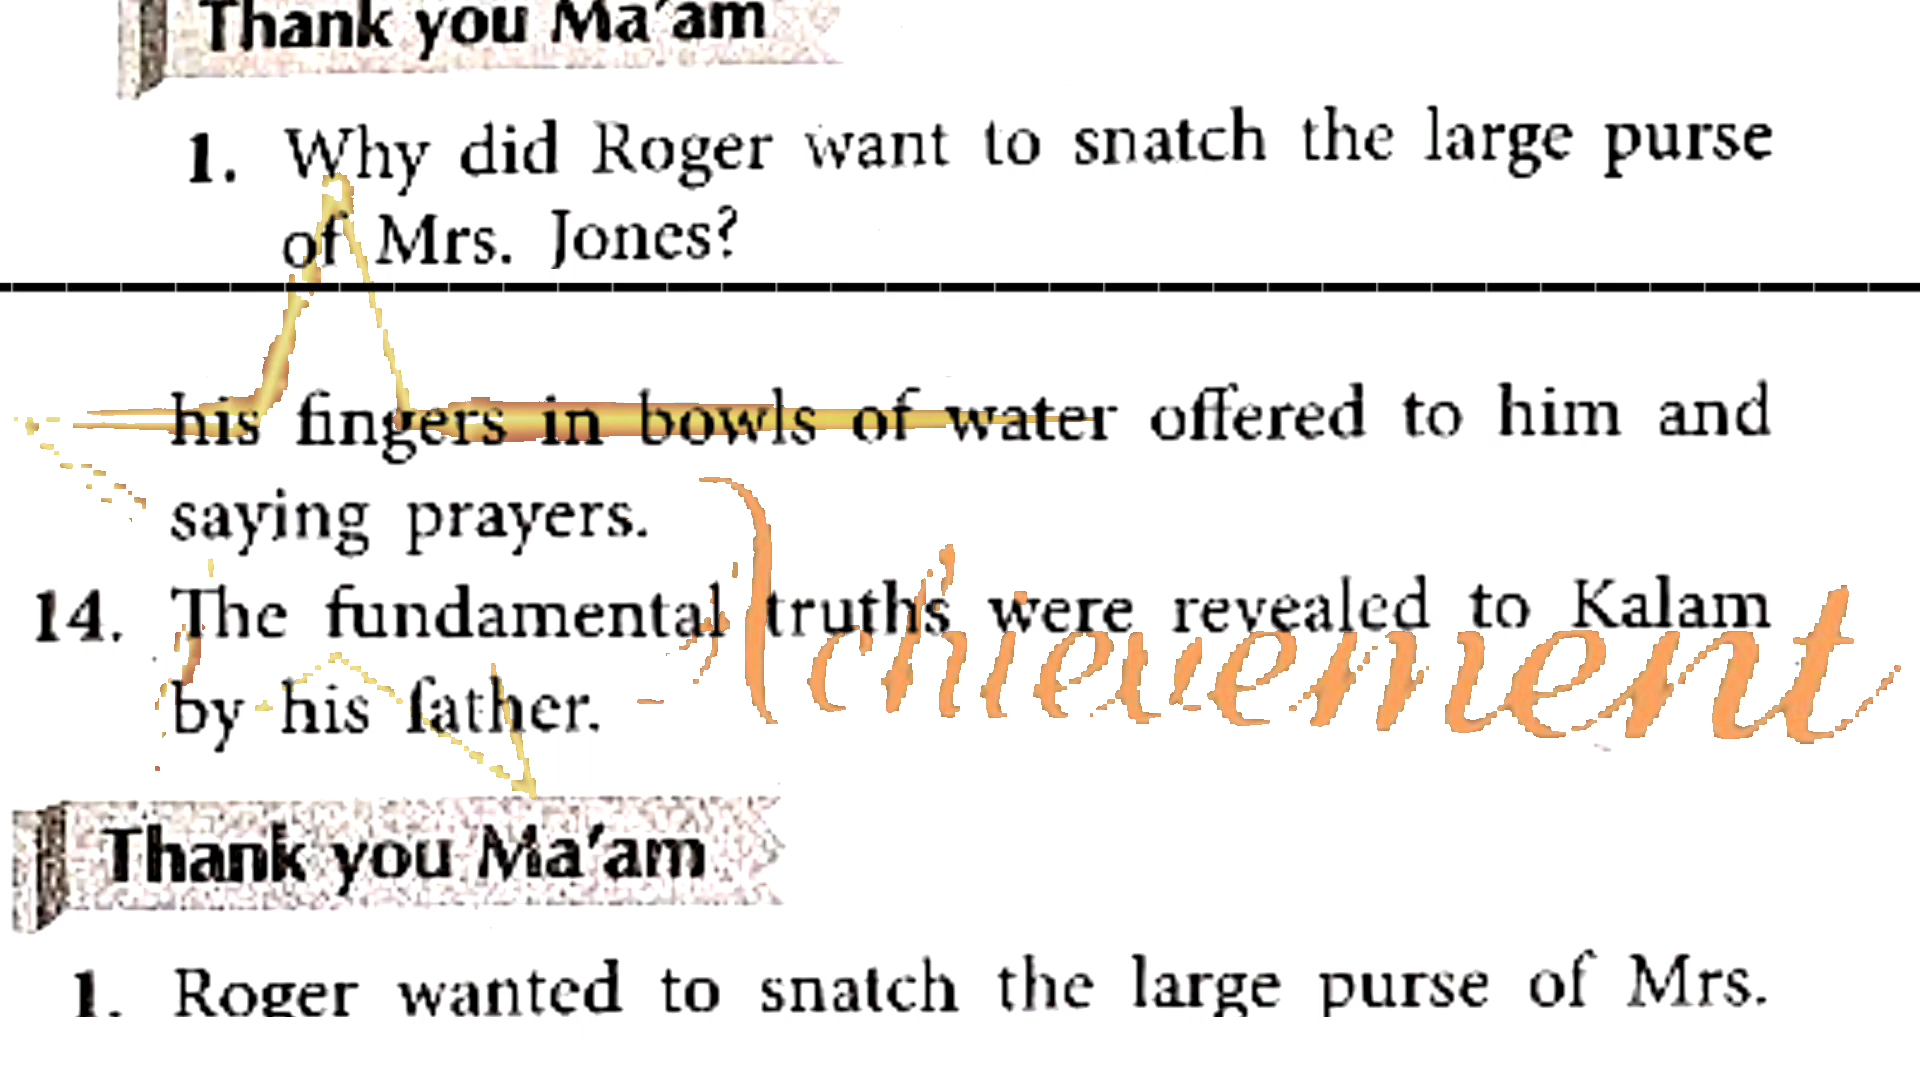 Thank you Ma'am
1. Why did Roger want to snatch the large purse
of Mrs. Jones?
his fingers in bowls of water offered to him and
saying prayers.
14. The fundamental truths were revealed to Kalam
by his father.
Achievement
Thank you Ma'am
1. Roger wanted to snatch the large purse of Mrs.